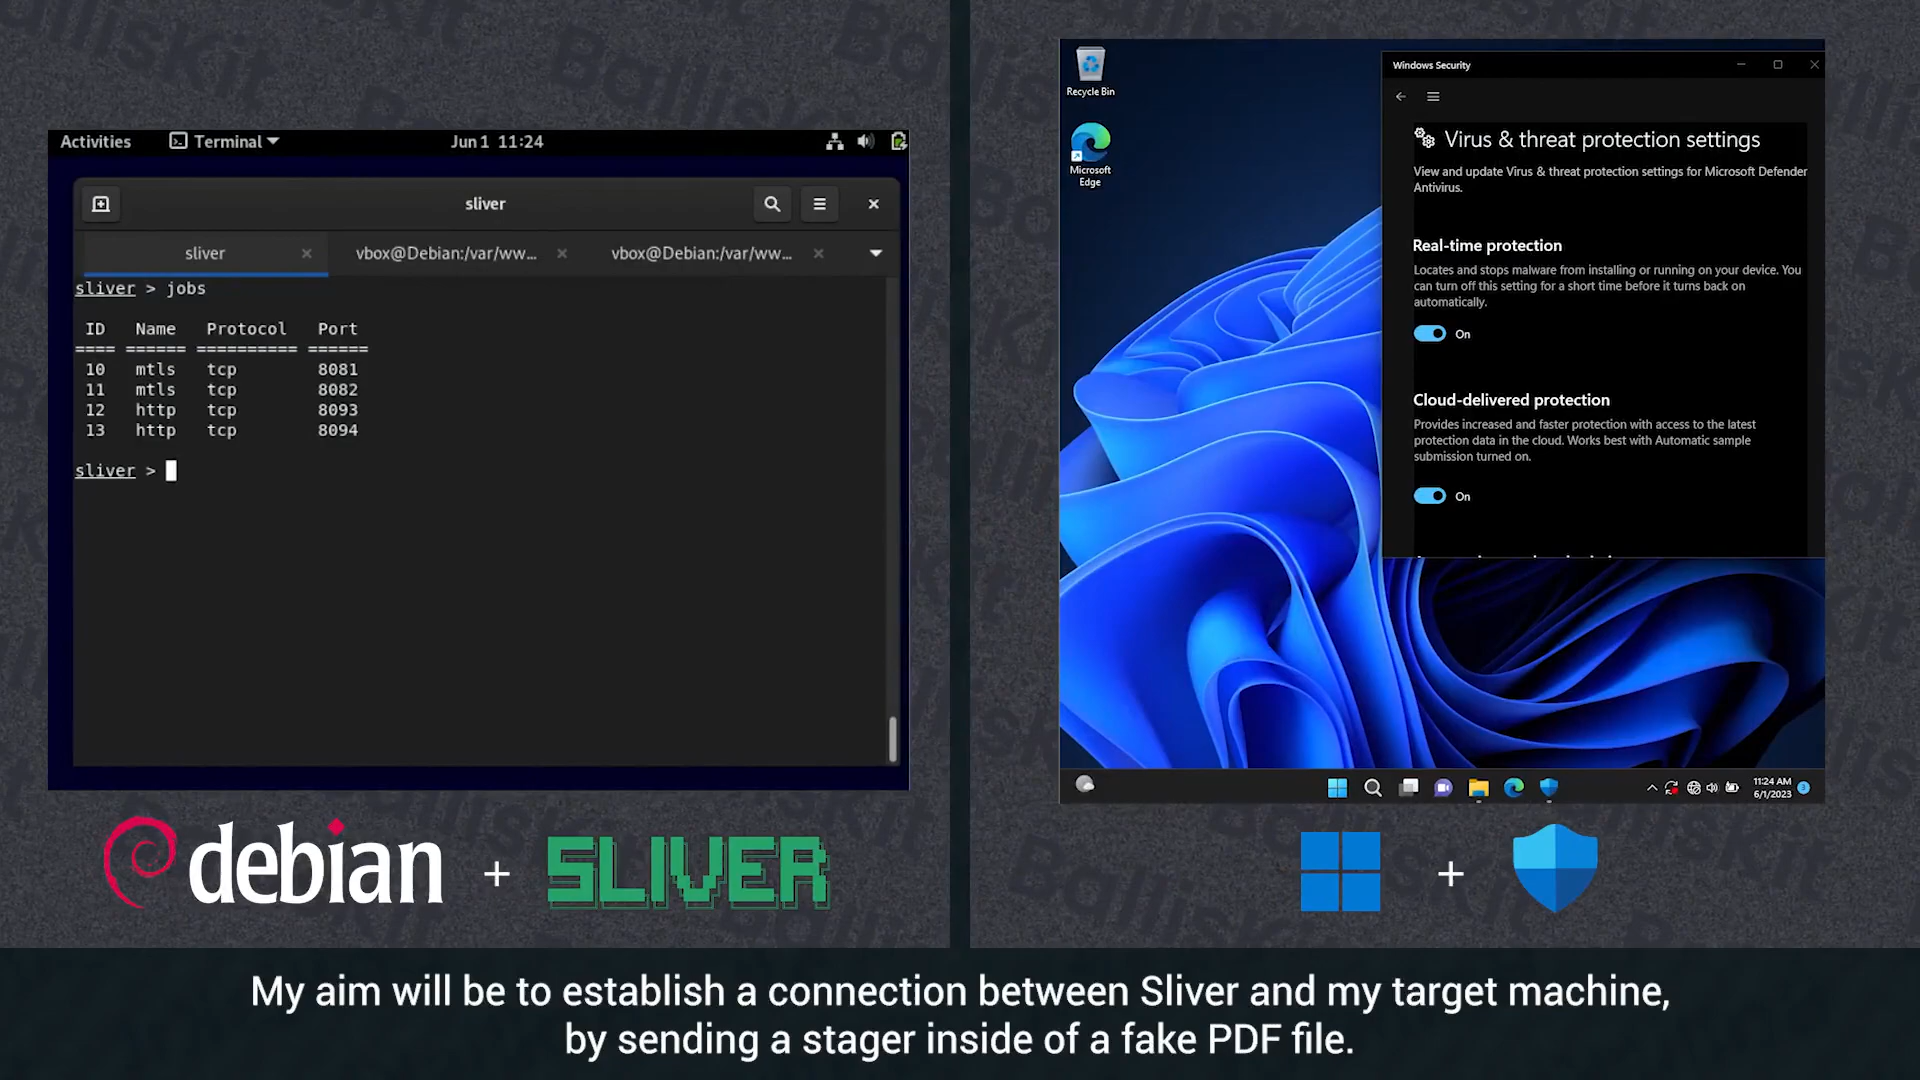 Activities
Terminal
Jun 1 11:24
sliver
sliver
vbox@Debian:/var/ww...
vbox@Debian:/var/ww...
sliver > jobs
ID Name Protocol Port
==== ====== ========== ======
10 mtls tcp 8081
11 mtls tcp 8082
12 http tcp 8093
13 http tcp 8094
sliver >
debian + SLIVER
Recycle Bin
Microsoft
Edge
Windows Security
Virus & threat protection settings
View and update Virus & threat protection settings for Microsoft Defender
Antivirus.
Real-time protection
Locates and stops malware from installing or running on your device. You
can turn off this setting for a short time before it turns back on
automatically.
On
Cloud-delivered protection
Provides increased and faster protection with access to the latest
protection data in the cloud. Works best with Automatic sample
submission turned on.
On
11:24 AM
6/1/2023
3
+
My aim will be to establish a connection between Sliver and my target machine,
by sending a stager inside of a fake PDF file.
BallisKit